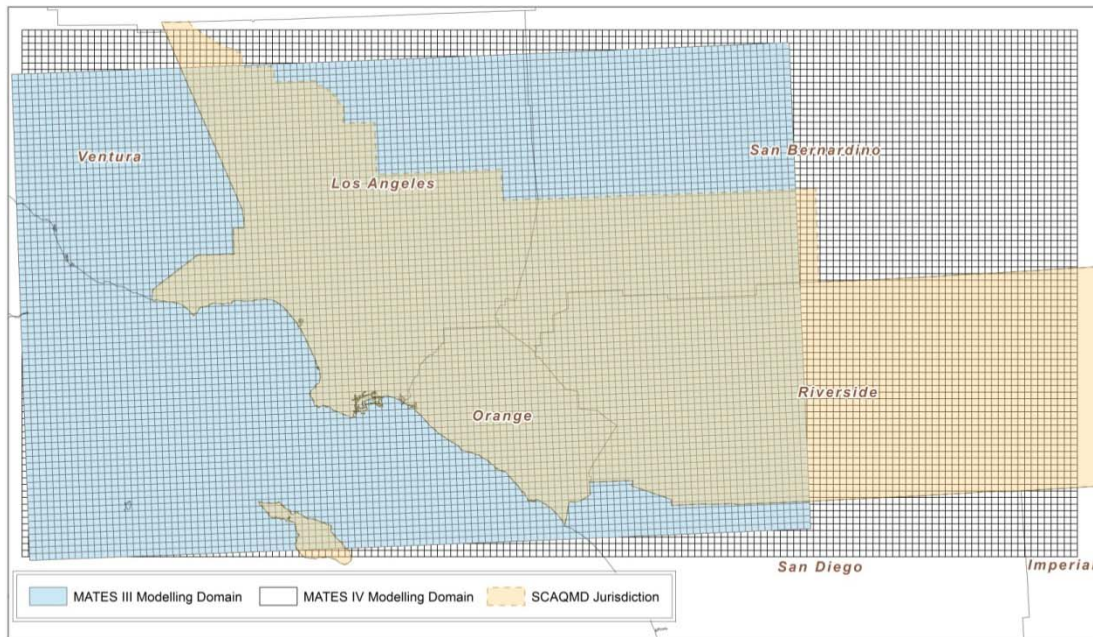 Ventura
San Bernardino
Los Angeles
Riverside
Orange
San Diego
Imperial
MATES III Modelling Domain
MATES IV Modelling Domain
SCAQMD Jurisdiction